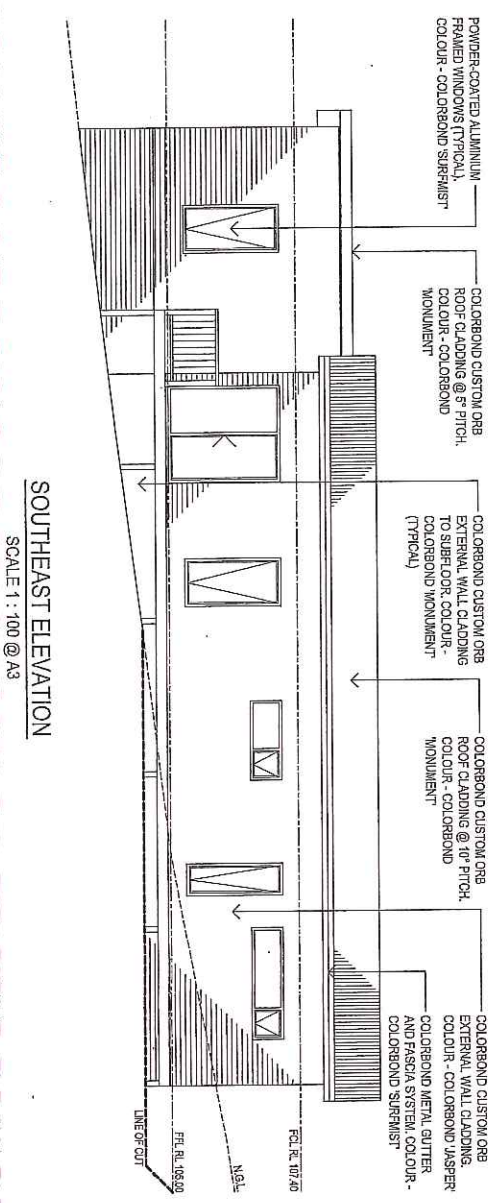 POWDER-COATED ALUMINIUM
FRAMED WINDOWS (TYPICAL).
COLOUR - COLORBOND 'SURFMIST'
COLORBOND CUSTOM ORB
ROOF CLADDING @ 5° PITCH.
COLOUR - COLORBOND
'MONUMENT'
COLORBOND CUSTOM ORB
EXTERNAL WALL CLADDING
TO SUBFLOOR. COLOUR -
COLORBOND 'MONUMENT'
(TYPICAL)
COLORBOND CUSTOM ORB
ROOF CLADDING @ 10° PITCH.
COLOUR - COLORBOND
'MONUMENT'
COLORBOND CUSTOM ORB
EXTERNAL WALL CLADDING.
COLOUR - COLORBOND 'JASPER'
COLORBOND METAL GUTTER
AND FASCIA SYSTEM. COLOUR -
COLORBOND 'SURFMIST'
FCL RL 107.40
N.G.L.
FFL RL 105.00
LINE OF CUT
SOUTHEAST ELEVATION
SCALE 1 : 100 @ A3